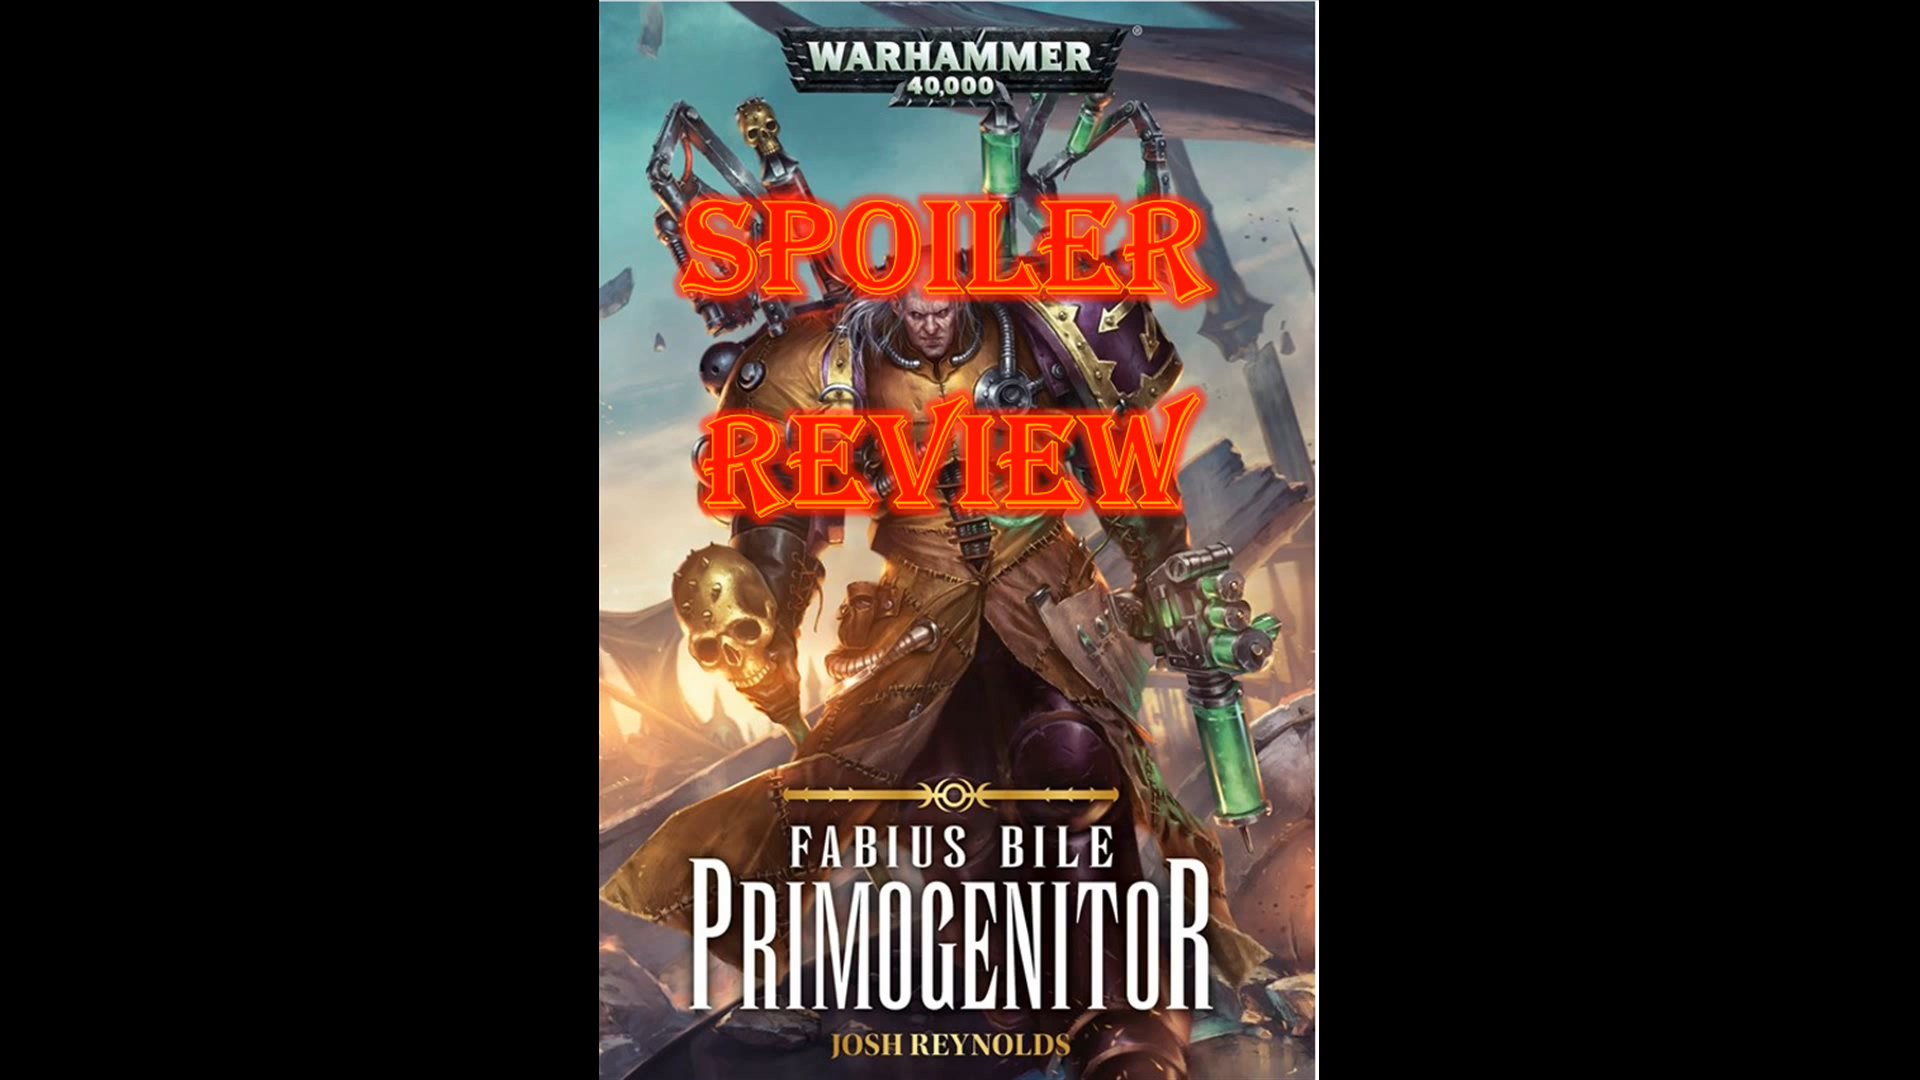 WARHAMMER®
40,000
SPOILER
REVIEW
FABIUS BILE
PRIMOGENITOR
JOSH REYNOLDS